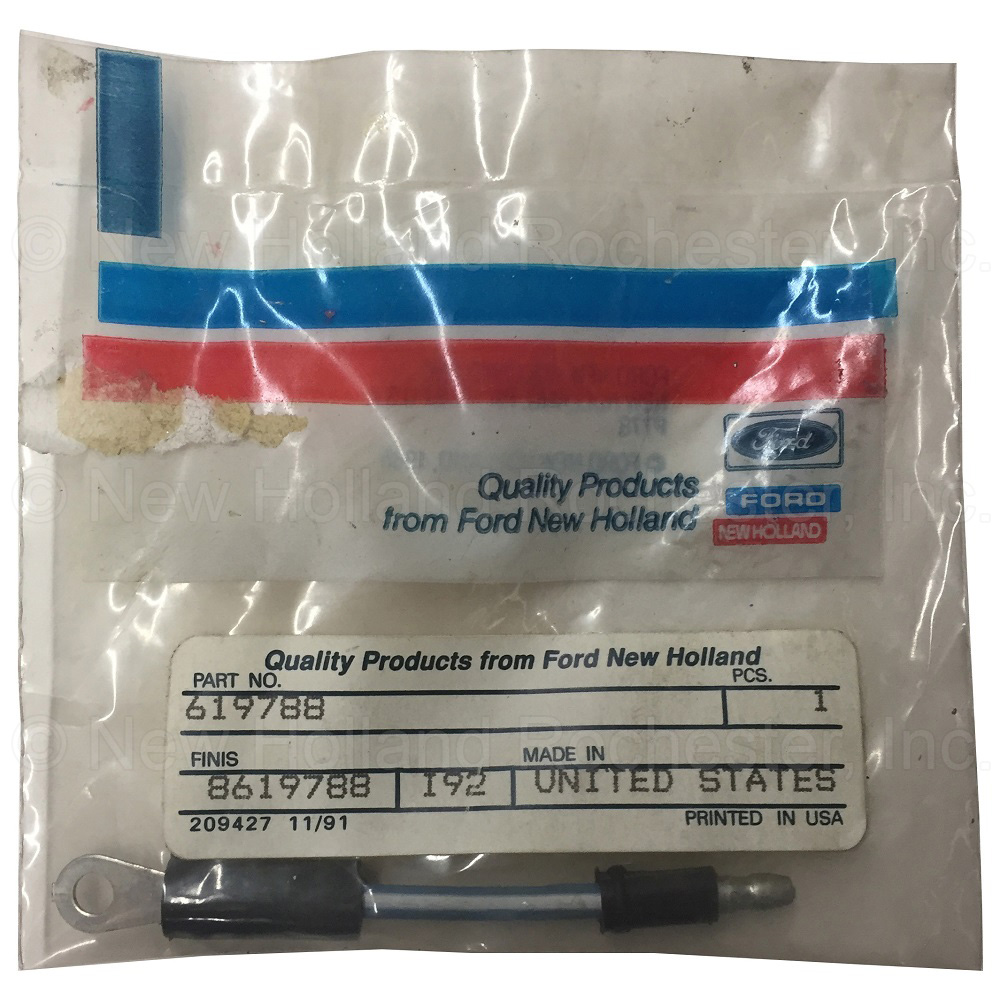 © New Holland Rochester, Inc.
Ford
Quality Products
from Ford New Holland
FORD
NEW HOLLAND
© New Holland Rochester, Inc.
Quality Products from Ford New Holland
PART NO. PCS.
619788 1
© New Holland Rochester, Inc.
FINIS MADE IN
8619788 I92 UNITED STATES
209427 11/91 PRINTED IN USA